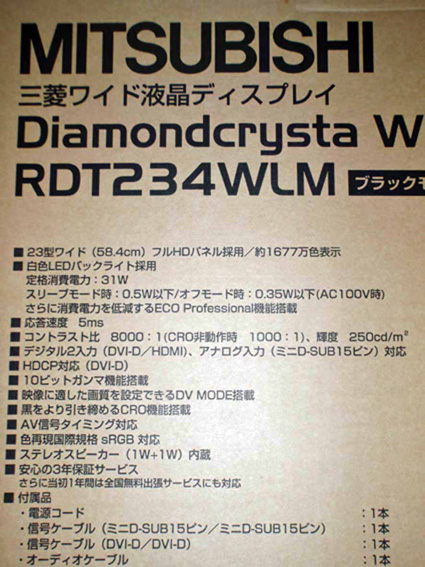 MITSUBISHI
三菱ワイド液晶ディスプレイ
Diamondcrysta W
RDT234WLM ブラックモ
■23型ワイド（58.4cm）フルHDパネル採用／約1677万色表示
■白色LEDバックライト採用
定格消費電力：31W
スリープモード時：0.5W以下/オフモード時：0.35W以下(AC100V時)
さらに消費電力を低減するECO Professional機能搭載
■応答速度 5ms
■コントラスト比 8000：1(CRO非動作時 1000：1)、輝度 250cd/m²
■デジタル2入力（DVI-D／HDMI）、アナログ入力（ミニD-SUB15ピン）対応
■HDCP対応（DVI-D）
■10ビットガンマ機能搭載
■映像に適した画質を設定できるDV MODE搭載
■黒をより引き締めるCRO機能搭載
■AV信号タイミング対応
■色再現国際規格 sRGB 対応
■ステレオスピーカー（1W+1W）内蔵
■安心の3年保証サービス
さらに当初1年間は全国無料出張サービスにも対応
■付属品
・電源コード ：1本
・信号ケーブル（ミニD-SUB15ピン／ミニD-SUB15ピン） ：1本
・信号ケーブル（DVI-D／DVI-D） ：1本
・オーディオケーブル ：1本